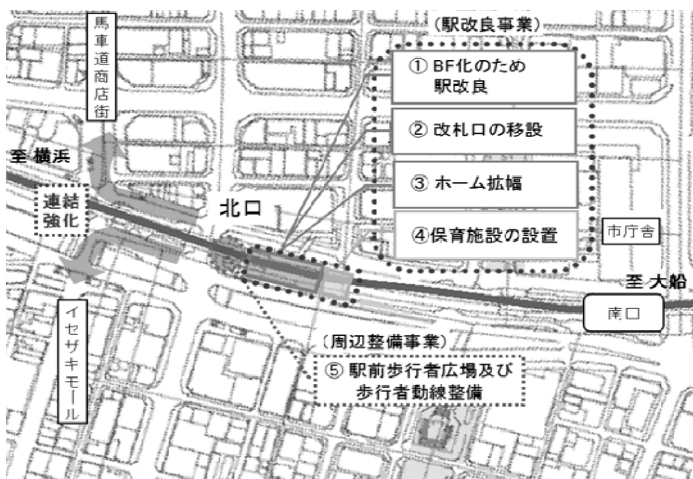 （駅改良事業）
① BF化のため
駅改良
② 改札口の移設
③ ホーム拡幅
④保育施設の設置
馬車道商店街
至 横浜
連結
強化
北口
市庁舎
至 大船
南口
イセザキモール
（周辺整備事業）
⑤ 駅前歩行者広場及び
歩行者動線整備